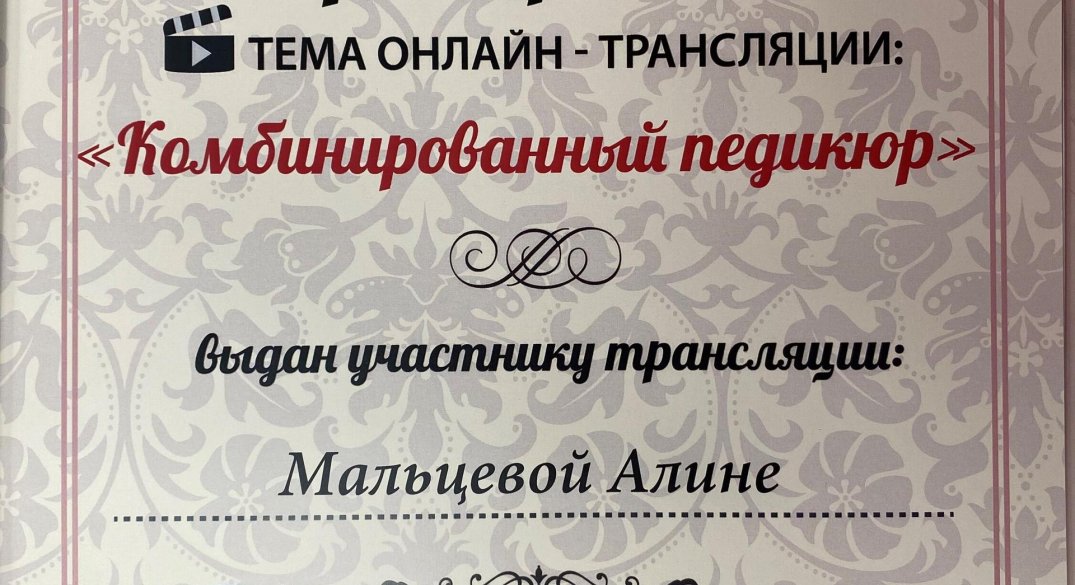 ТЕМА ОНЛАЙН - ТРАНСЛЯЦИИ:
«Комбинированный педикюр»
выдан участнику трансляции:
Мальцевой Алине